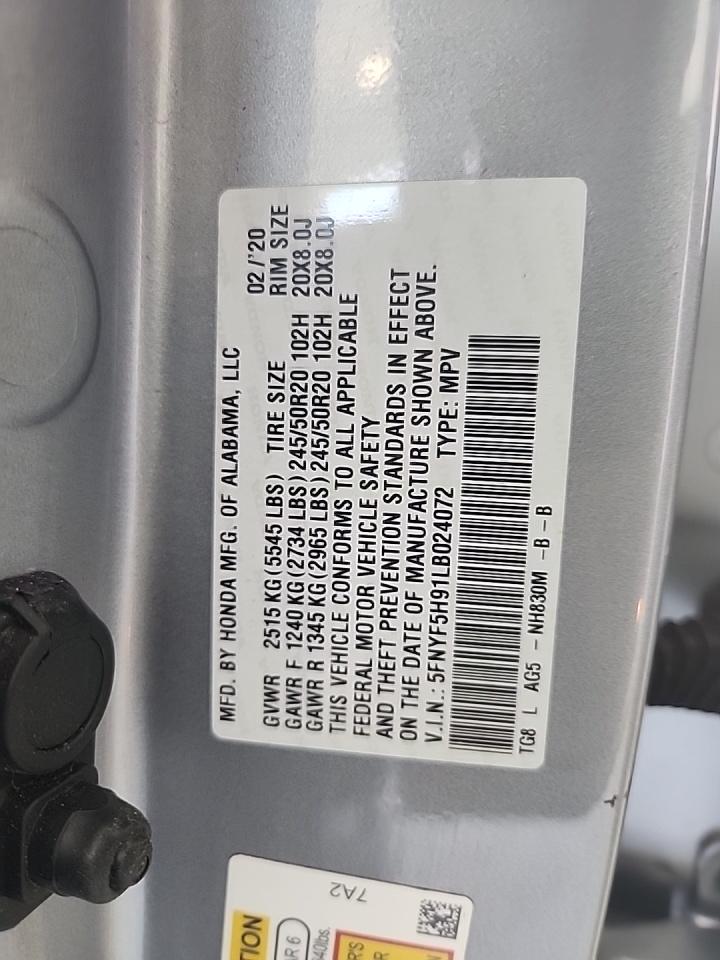 MFD. BY HONDA MFG. OF ALABAMA, LLC
02/'20
GVWR 2515 KG (5545 LBS) TIRE SIZE RIM SIZE
GAWR F 1240 KG (2734 LBS) 245/50R20 102H 20X8.0J
GAWR R 1345 KG (2965 LBS) 245/50R20 102H 20X8.0J
THIS VEHICLE CONFORMS TO ALL APPLICABLE
FEDERAL MOTOR VEHICLE SAFETY
AND THEFT PREVENTION STANDARDS IN EFFECT
ON THE DATE OF MANUFACTURE SHOWN ABOVE.
V.I.N.: 5FNYF5H91LB024072 TYPE: MPV
TG8 L AG5 - NH830M -B -B
7A2